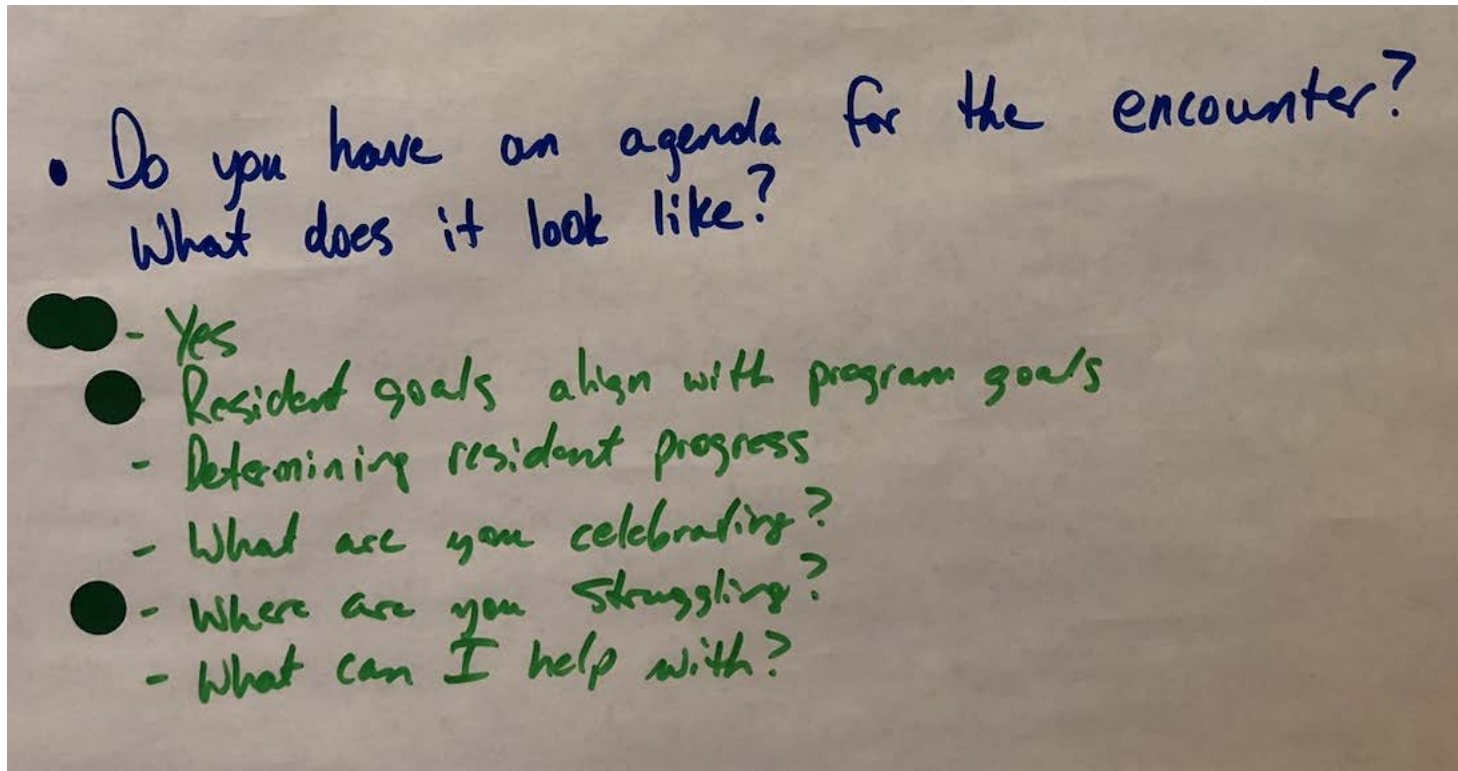 • Do you have an agenda for the encounter?
What does it look like?
- Yes
Resident goals align with program goals
- Determining resident progress
- What are you celebrating?
- Where are you struggling?
- What can I help with?